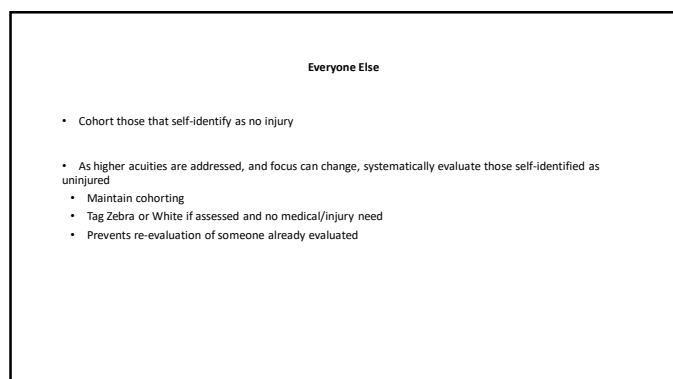 Everyone Else
• Cohort those that self-identify as no injury
• As higher acuities are addressed, and focus can change, systematically evaluate those self-identified as
uninjured
• Maintain cohorting
• Tag Zebra or White if assessed and no medical/injury need
• Prevents re-evaluation of someone already evaluated